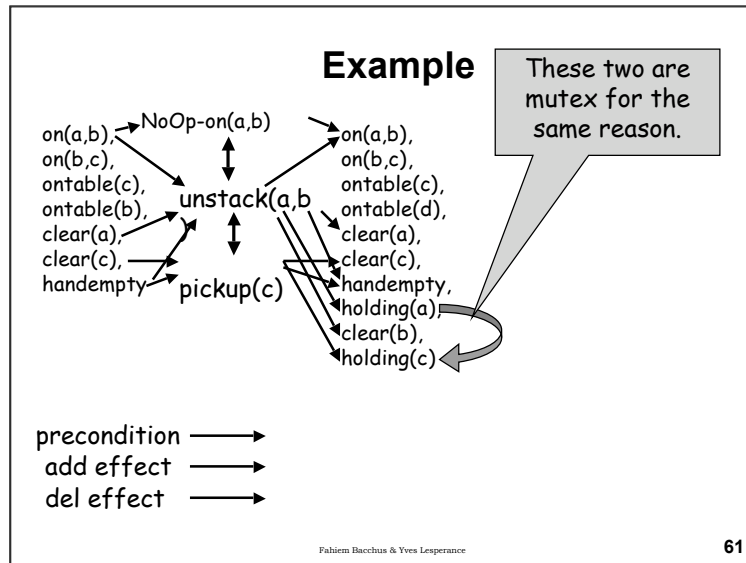 Example
These two are
mutex for the
same reason.
NoOp-on(a,b)
on(a,b),
on(b,c),
ontable(c),
ontable(b),
clear(a),
clear(c),
handempty
unstack(a,b
)
pickup(c)
on(a,b),
on(b,c),
ontable(c),
ontable(d),
clear(a),
clear(c),
handempty,
holding(a),
clear(b),
holding(c)
precondition
add effect
del effect
Fahiem Bacchus & Yves Lesperance
61